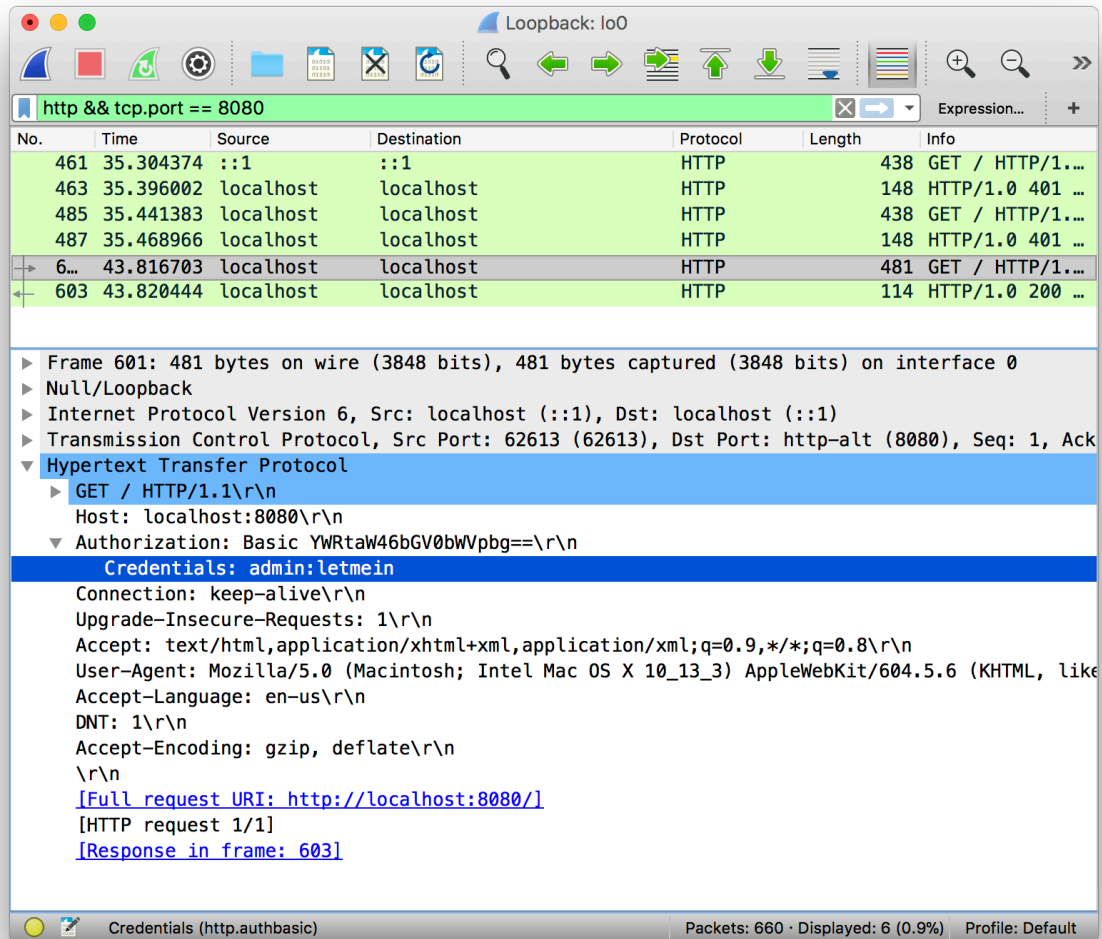 Loopback: lo0
http && tcp.port == 8080 Expression... +
No. Time Source Destination Protocol Length Info
461 35.304374 ::1 ::1 HTTP 438 GET / HTTP/1.…
463 35.396002 localhost localhost HTTP 148 HTTP/1.0 401 …
485 35.441383 localhost localhost HTTP 438 GET / HTTP/1.…
487 35.468966 localhost localhost HTTP 148 HTTP/1.0 401 …
6… 43.816703 localhost localhost HTTP 481 GET / HTTP/1.…
603 43.820444 localhost localhost HTTP 114 HTTP/1.0 200 …
Frame 601: 481 bytes on wire (3848 bits), 481 bytes captured (3848 bits) on interface 0
Null/Loopback
Internet Protocol Version 6, Src: localhost (::1), Dst: localhost (::1)
Transmission Control Protocol, Src Port: 62613 (62613), Dst Port: http-alt (8080), Seq: 1, Ack
Hypertext Transfer Protocol
GET / HTTP/1.1\r\n
Host: localhost:8080\r\n
Authorization: Basic YWRtaW46bGV0bWVpbg==\r\n
Credentials: admin:letmein
Connection: keep-alive\r\n
Upgrade-Insecure-Requests: 1\r\n
Accept: text/html,application/xhtml+xml,application/xml;q=0.9,*/*;q=0.8\r\n
User-Agent: Mozilla/5.0 (Macintosh; Intel Mac OS X 10_13_3) AppleWebKit/604.5.6 (KHTML, like
Accept-Language: en-us\r\n
DNT: 1\r\n
Accept-Encoding: gzip, deflate\r\n
\r\n
[Full request URI: http://localhost:8080/]
[HTTP request 1/1]
[Response in frame: 603]
Credentials (http.authbasic) Packets: 660 · Displayed: 6 (0.9%) Profile: Default